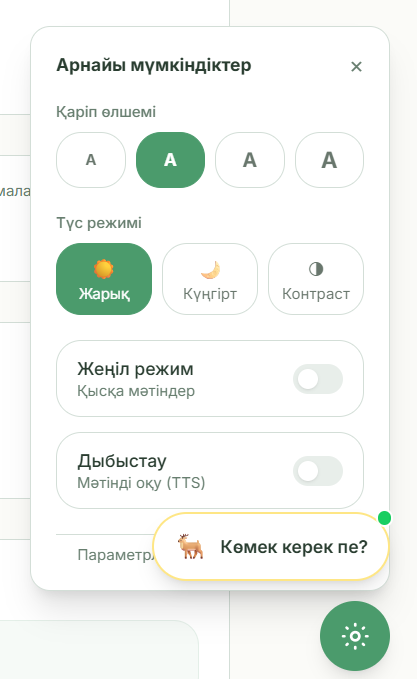 Арнайы мүмкіндіктер
Қаріп өлшемі
A A A A
Түс режимі
Жарық Күңгірт Контраст
Жеңіл режим
Қысқа мәтіндер
Дыбыстау
Мәтінді оқу (TTS)
Көмек керек пе?